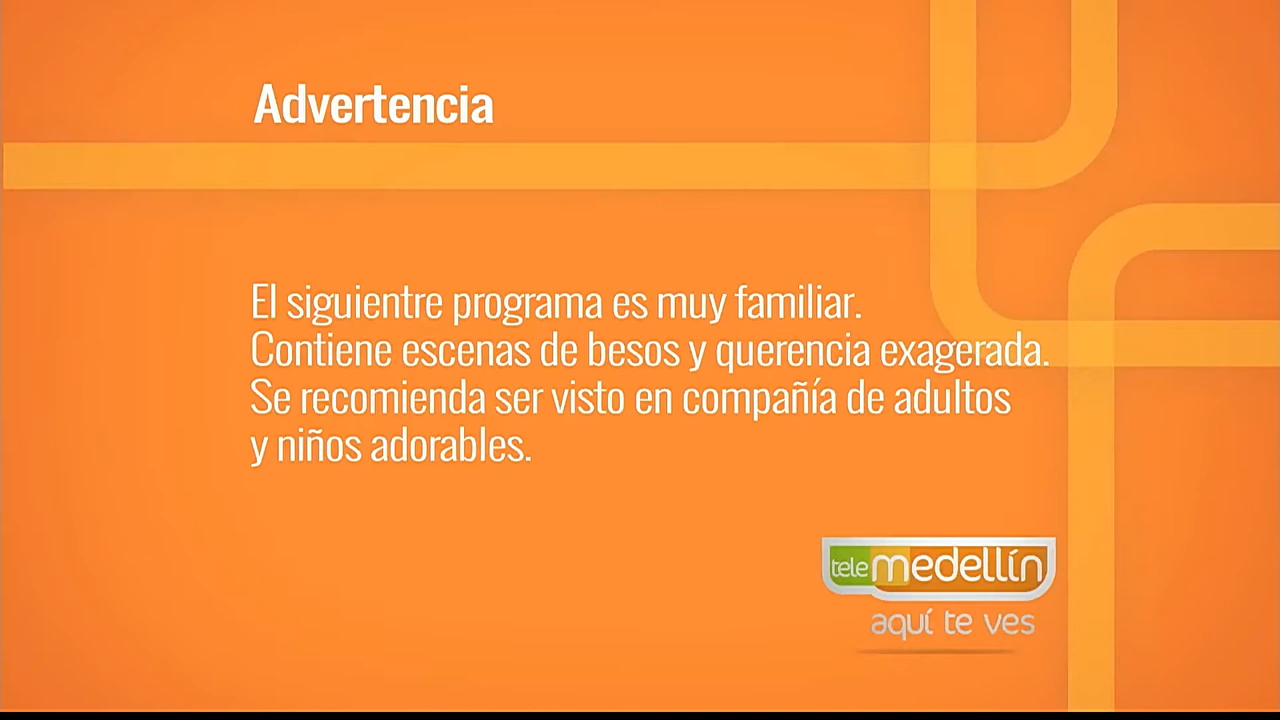 Advertencia
El siguientre programa es muy familiar.
Contiene escenas de besos y querencia exagerada.
Se recomienda ser visto en compañía de adultos
y niños adorables.
telemedellín
aquí te ves